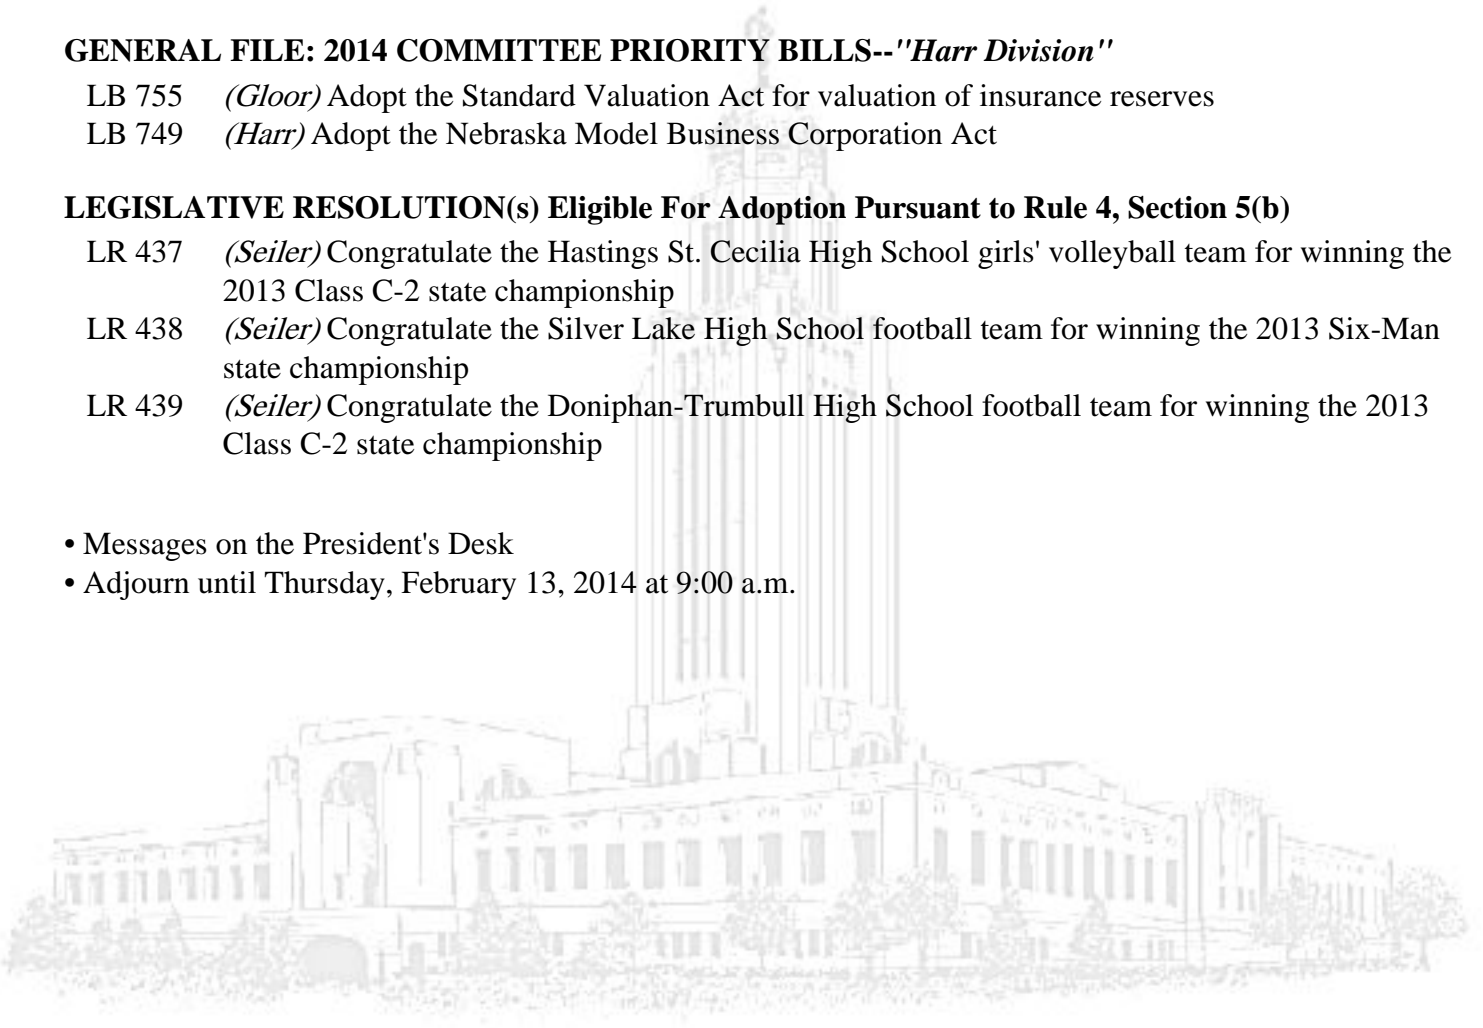 GENERAL FILE: 2014 COMMITTEE PRIORITY BILLS--"Harr Division"
LB 755 (Gloor) Adopt the Standard Valuation Act for valuation of insurance reserves
LB 749 (Harr) Adopt the Nebraska Model Business Corporation Act
LEGISLATIVE RESOLUTION(s) Eligible For Adoption Pursuant to Rule 4, Section 5(b)
LR 437 (Seiler) Congratulate the Hastings St. Cecilia High School girls' volleyball team for winning the
2013 Class C-2 state championship
LR 438 (Seiler) Congratulate the Silver Lake High School football team for winning the 2013 Six-Man
state championship
LR 439 (Seiler) Congratulate the Doniphan-Trumbull High School football team for winning the 2013
Class C-2 state championship
• Messages on the President's Desk
• Adjourn until Thursday, February 13, 2014 at 9:00 a.m.